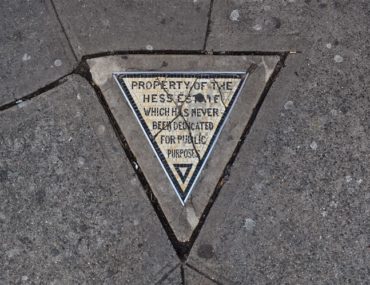 PROPERTY OF THE
HESS ESTATE
WHICH HAS NEVER
BEEN DEDICATED
FOR PUBLIC
PURPOSES